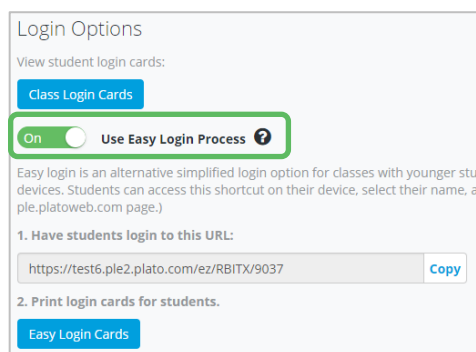 Login Options
View student login cards:
Class Login Cards
On Use Easy Login Process ?
Easy login is an alternative simplified login option for classes with younger
devices. Students can access this shortcut on their device, select their name,
ple.platoweb.com page.)
1. Have students login to this URL:
https://test6.ple2.plato.com/ez/RBITX/9037 Copy
2. Print login cards for students.
Easy Login Cards